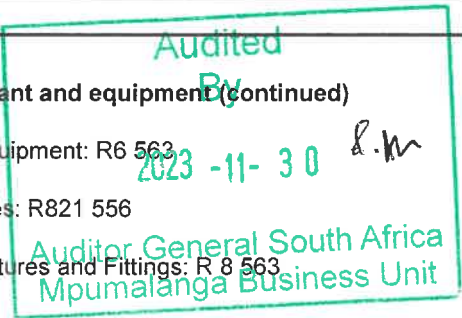 Audited
By
ant and equipment (continued)
uipment: R6 563
2023 -11- 30
es: R821 556
Auditor General South Africa
tures and Fittings: R 8 563
Mpumalanga Business Unit